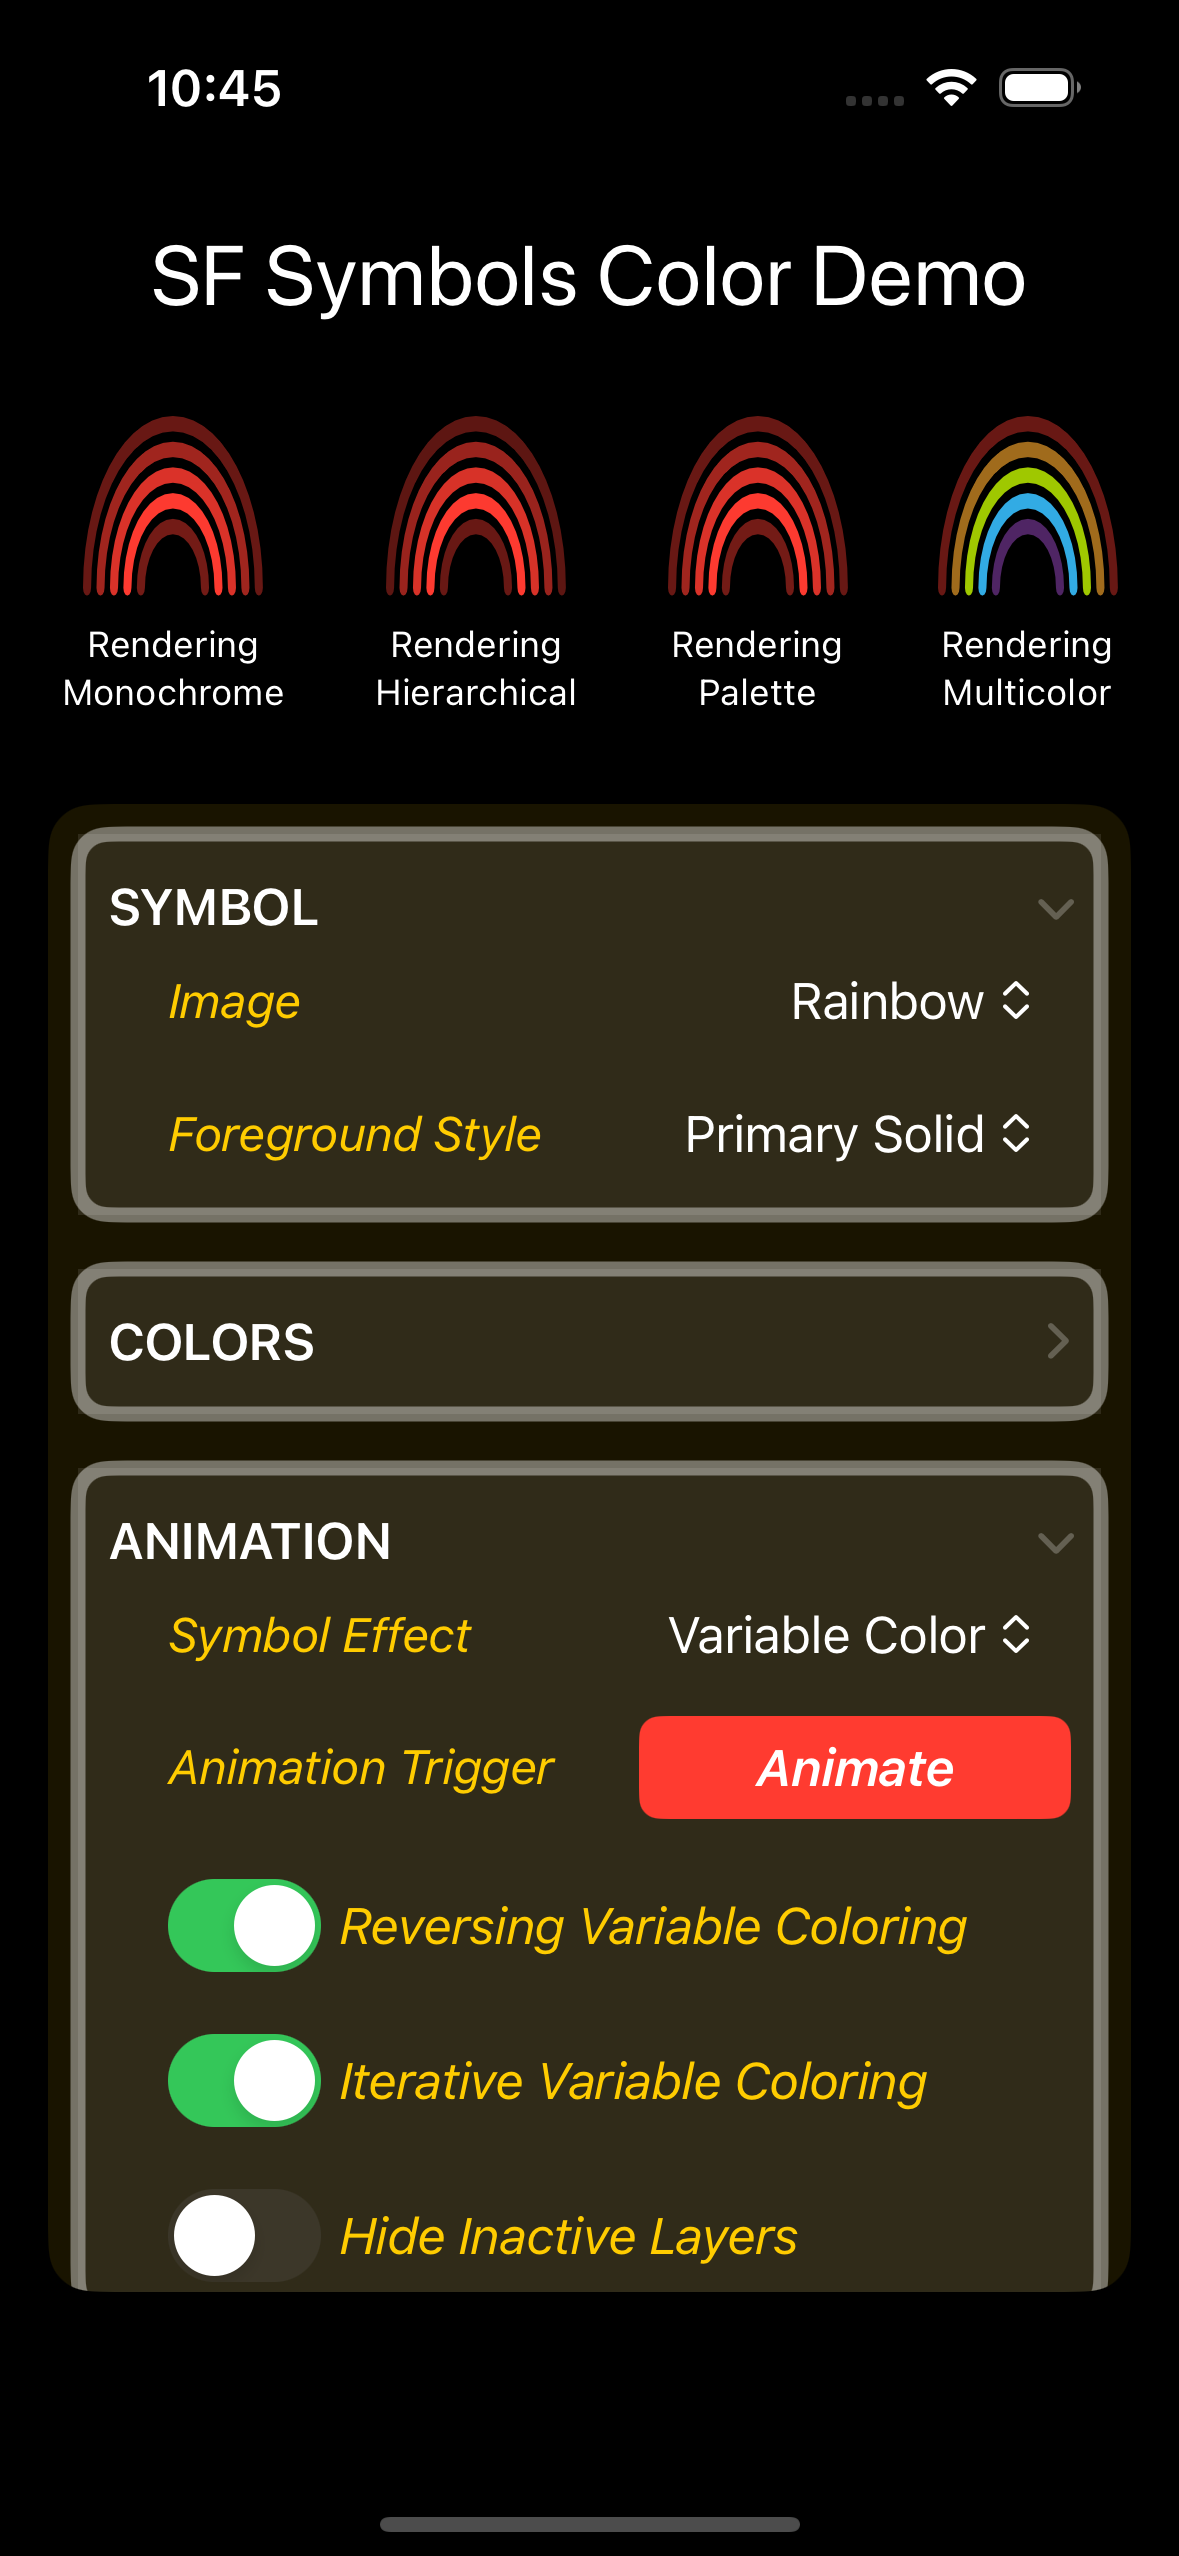 10:45
SF Symbols Color Demo
Rendering
Monochrome
Rendering
Hierarchical
Rendering
Palette
Rendering
Multicolor
SYMBOL
Image Rainbow
Foreground Style Primary Solid
COLORS
ANIMATION
Symbol Effect Variable Color
Animation Trigger Animate
Reversing Variable Coloring
Iterative Variable Coloring
Hide Inactive Layers